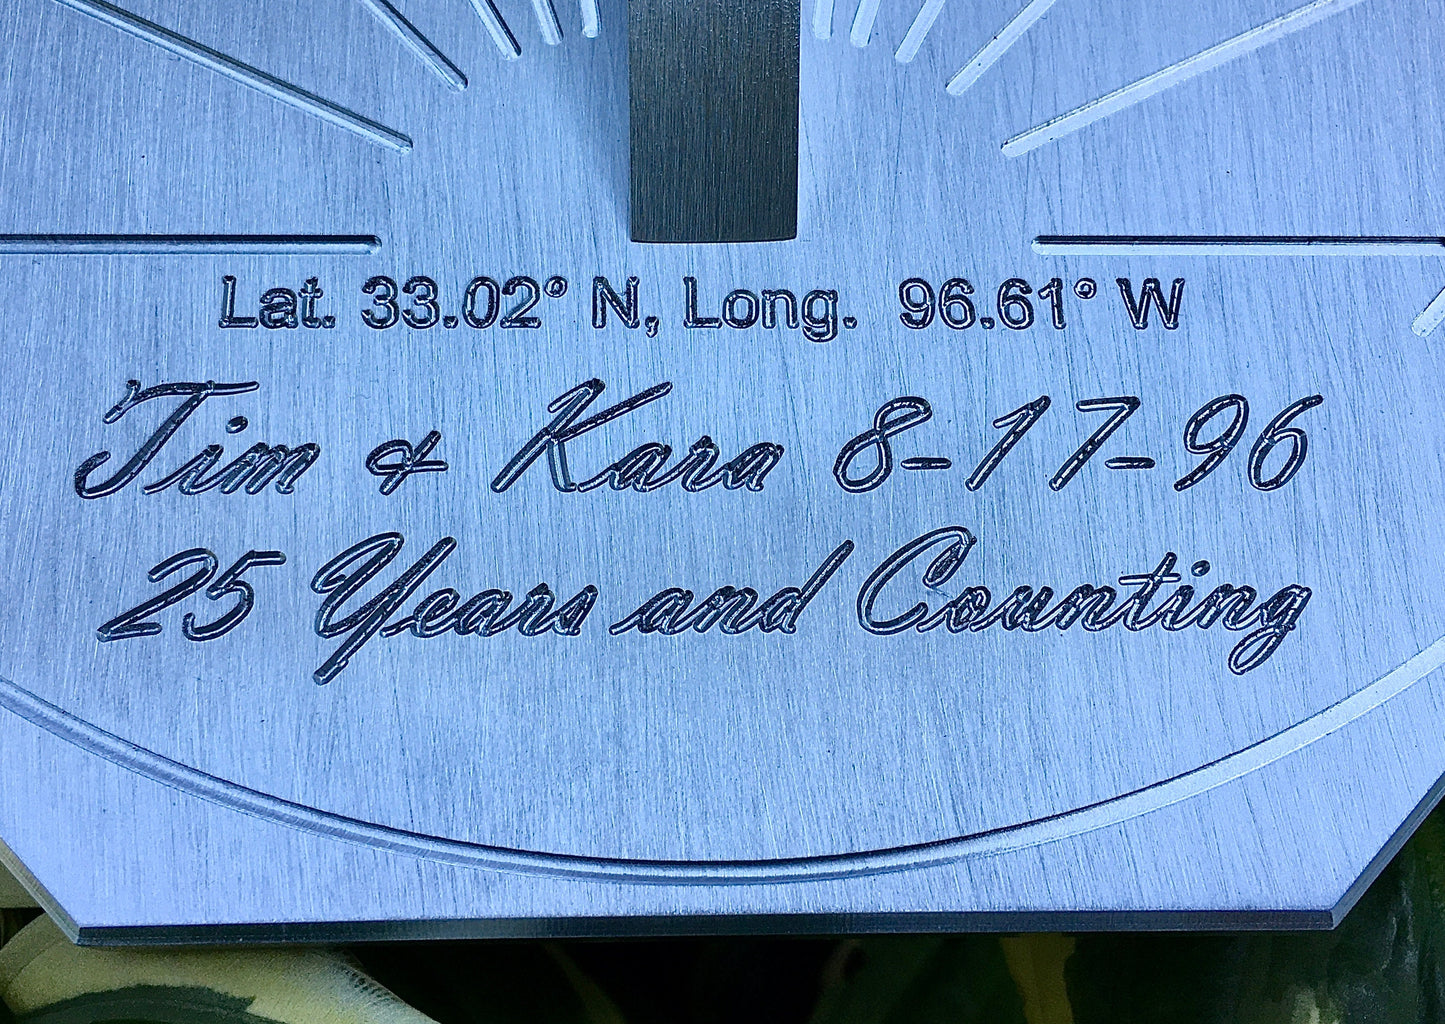 Lat. 33.02° N, Long. 96.61° W
Tim & Kara 8-17-96
25 Years and Counting